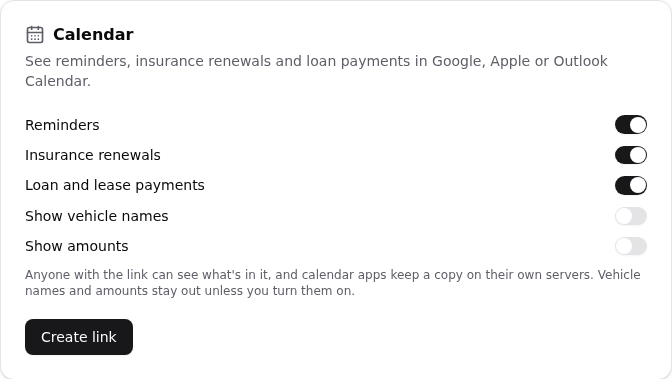 Calendar
See reminders, insurance renewals and loan payments in Google, Apple or Outlook
Calendar.
Reminders
Insurance renewals
Loan and lease payments
Show vehicle names
Show amounts
Anyone with the link can see what's in it, and calendar apps keep a copy on their own servers. Vehicle
names and amounts stay out unless you turn them on.
Create link